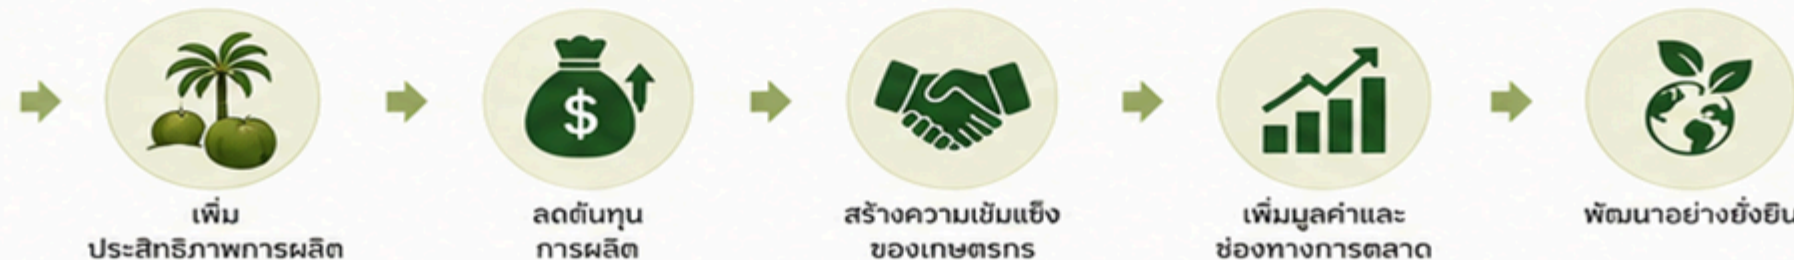 เพิ่ม
ประสิทธิภาพการผลิต
$
ลดต้นทุน
การผลิต
สร้างความเข้มแข็ง
ของเกษตรกร
เพิ่มมูลค่าและ
ช่องทางการตลาด
พัฒนาอย่างยั่งยืน